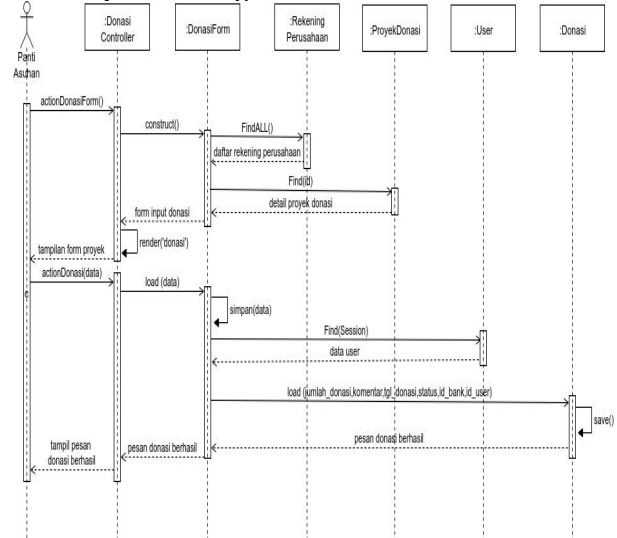 :Donasi
Controller
:DonasiForm
:Rekening
Perusahaan
:ProyekDonasi
:User
:Donasi
Panti
Asuhan
actionDonasiForm()
construct()
FindALL()
daftar rekening perusahaan
Find(id)
detail proyek donasi
form input donasi
render('donasi')
tampilan form proyek
actionDonasi(data)
load (data)
c
simpan(data)
Find(Session)
data user
load (jumlah_donasi,komentar,tgl_donasi,status,id_bank,id_user)
save()
pesan donasi berhasil
pesan donasi berhasil
tampil pesan
donasi berhasil